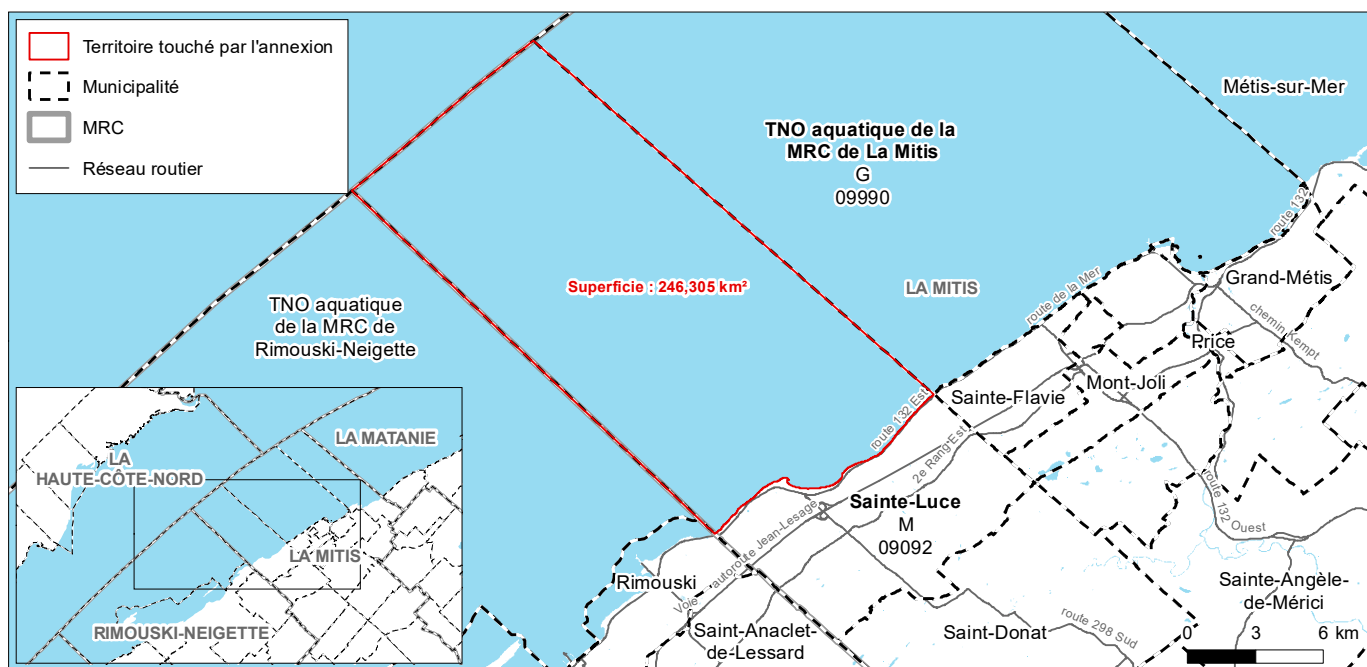 Territoire touché par l'annexion
Municipalité
MRC
Réseau routier
Métis-sur-Mer
TNO aquatique de la
MRC de La Mitis
G
09990
route 132
Superficie : 246,305 km²
LA MITIS
route de la Mer
Grand-Métis
chemin Kempt
TNO aquatique
de la MRC de
Rimouski-Neigette
Price
Mont-Joli
Sainte-Flavie
route 132 Est
2e Rang Est
LA MATANIE
LA
HAUTE-CÔTE-NORD
LA MITIS
RIMOUSKI-NEIGETTE
Sainte-Luce
M
09092
autoroute Jean-Lesage
Voie
route 132 Ouest
Rimouski
Saint-Anaclet-
de-Lessard
Saint-Donat
route 298 Sud
Sainte-Angèle-
de-Mérici
0 3 6 km